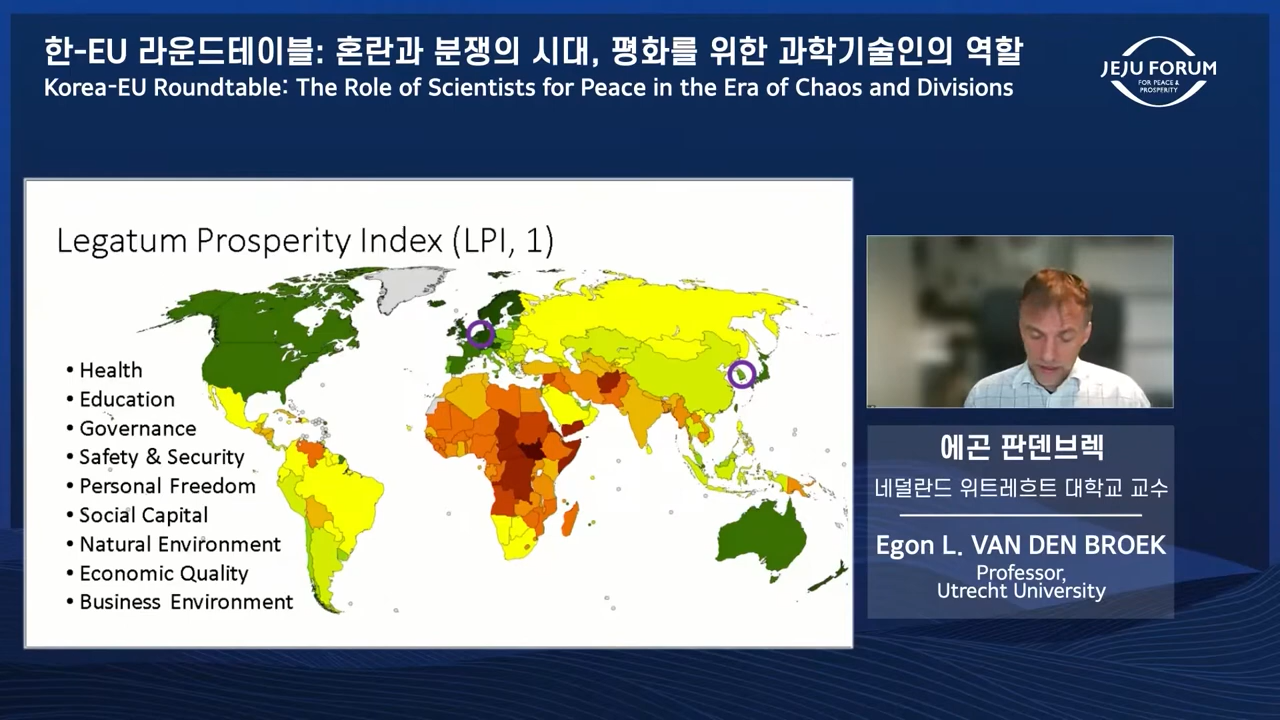 한-EU 라운드테이블: 혼란과 분쟁의 시대, 평화를 위한 과학기술인의 역할
Korea-EU Roundtable: The Role of Scientists for Peace in the Era of Chaos and Divisions
JEJU FORUM
FOR PEACE &
PROSPERITY
Legatum Prosperity Index (LPI, 1)
• Health
• Education
• Governance
• Safety & Security
• Personal Freedom
• Social Capital
• Natural Environment
• Economic Quality
• Business Environment
에곤 판덴브렉
네덜란드 위트레흐트 대학교 교수
Egon L. VAN DEN BROEK
Professor,
Utrecht University